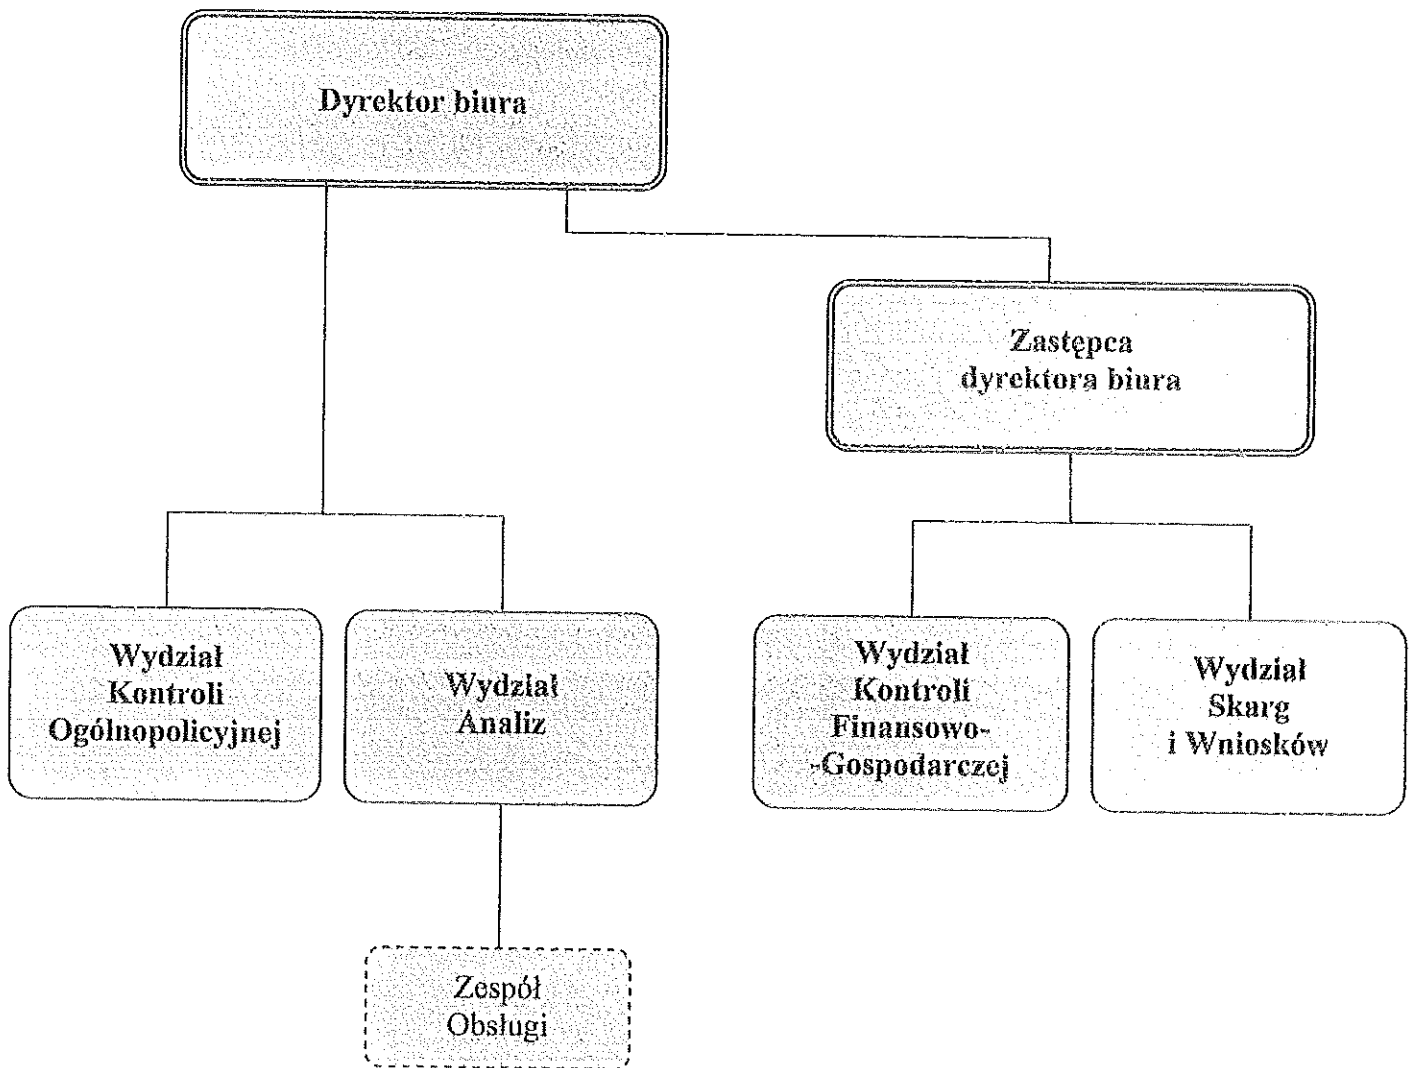 Dyrektor biura
Zastępca
dyrektora biura
Wydział
Kontroli
Ogólnopolicyjnej
Wydział
Analiz
Wydział
Kontroli
Finansowo-
-Gospodarczej
Wydział
Skarg
i Wniosków
Zespół
Obsługi